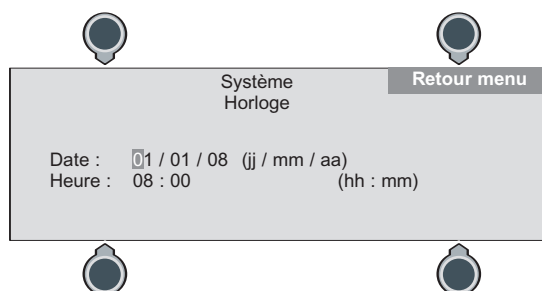 Système
Retour menu
Horloge
Date : 01 / 01 / 08 (jj / mm / aa)
Heure : 08 : 00 (hh : mm)